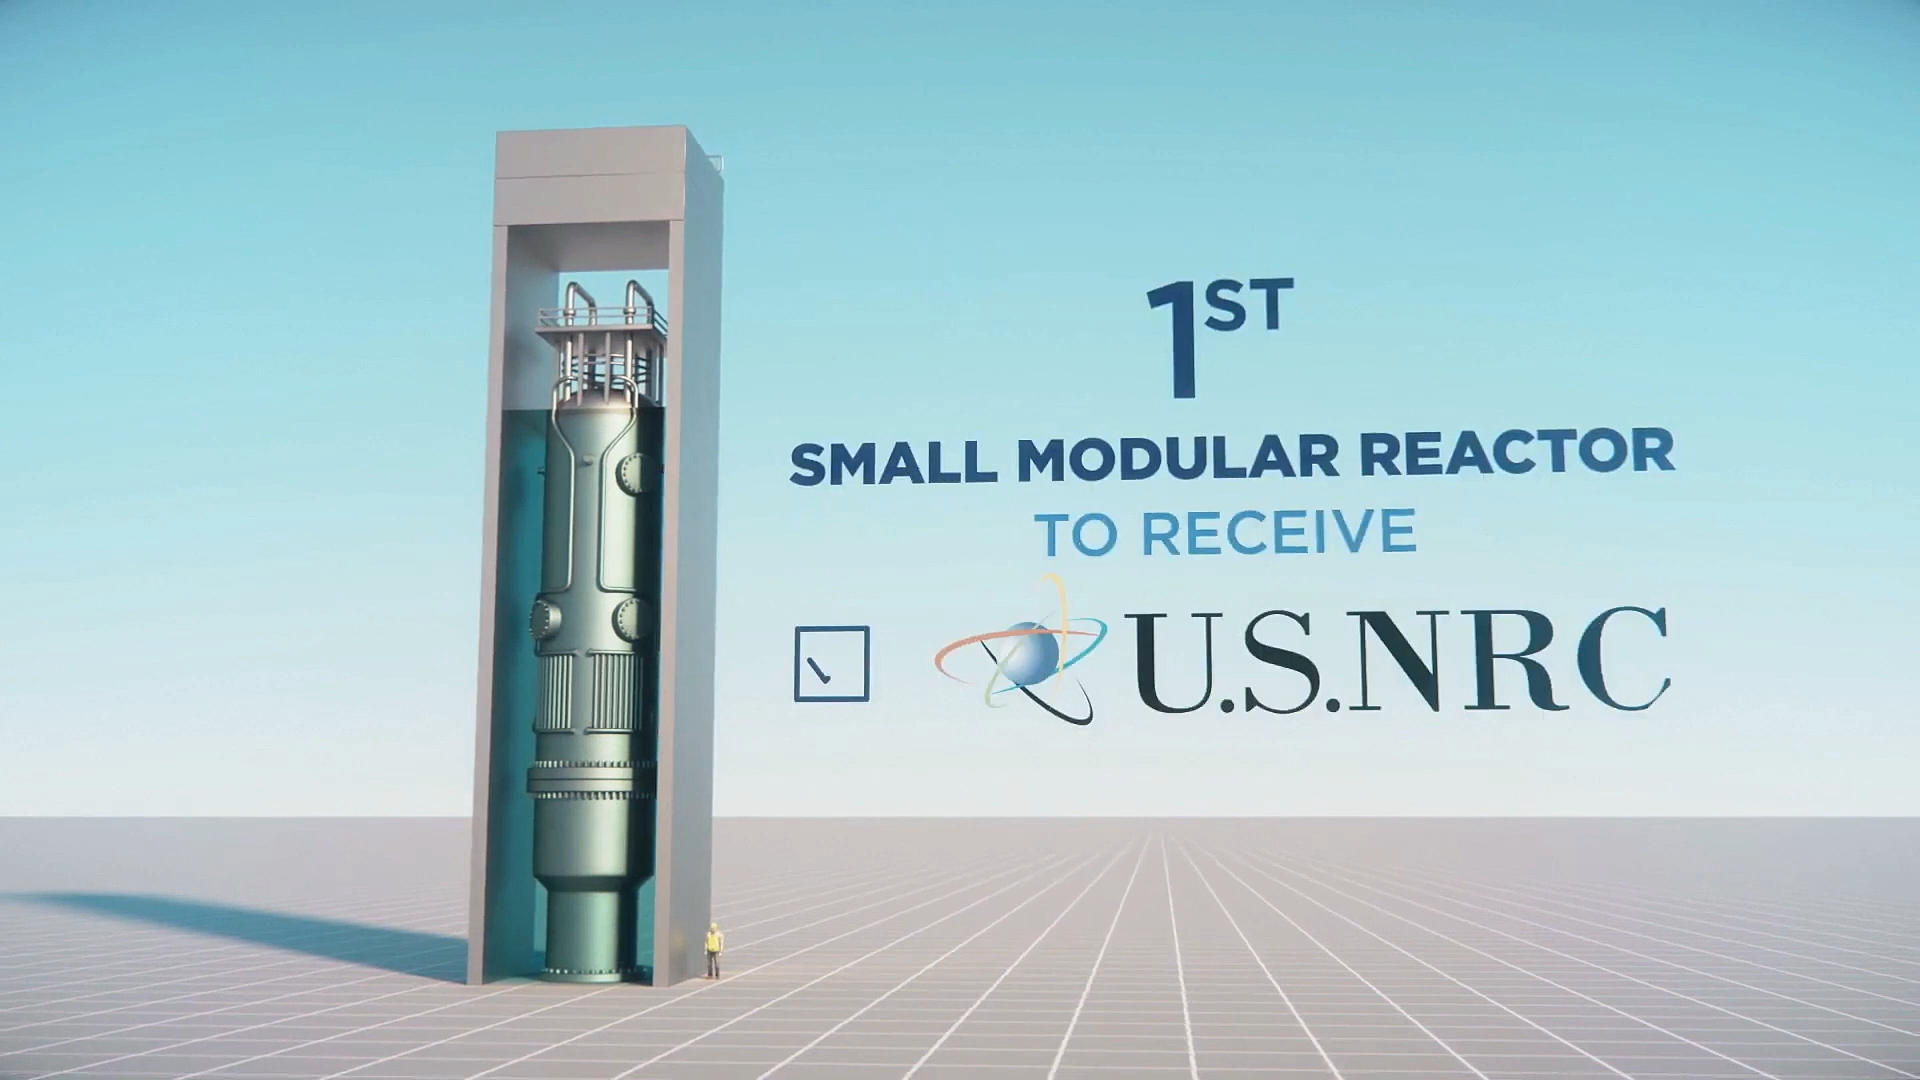 1ST
SMALL MODULAR REACTOR
TO RECEIVE
U.S.NRC